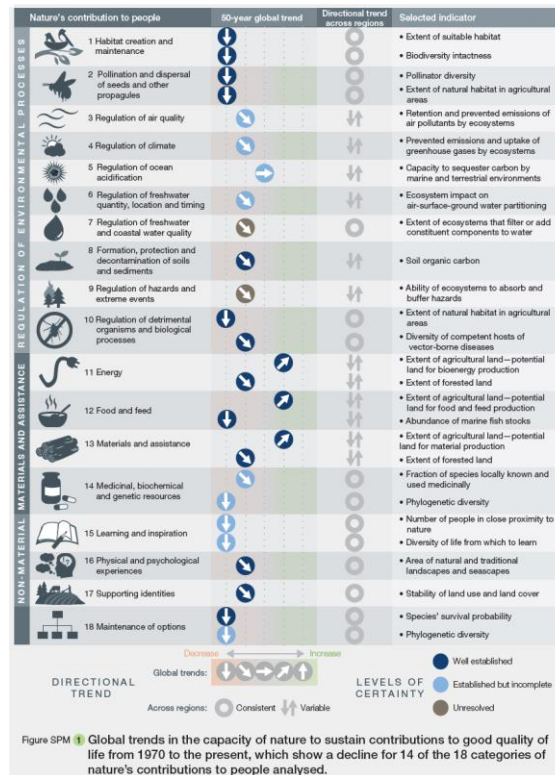 Nature's contribution to people
50-year global trend
Directional trend
across regions
Selected indicator
REGULATION OF ENVIRONMENTAL PROCESSES
1 Habitat creation and
maintenance
• Extent of suitable habitat
• Biodiversity intactness
2 Pollination and dispersal
of seeds and other
propagules
• Pollinator diversity
• Extent of natural habitat in agricultural
areas
3 Regulation of air quality
• Retention and prevented emissions of
air pollutants by ecosystems
4 Regulation of climate
• Prevented emissions and uptake of
greenhouse gases by ecosystems
5 Regulation of ocean
acidification
• Capacity to sequester carbon by
marine and terrestrial environments
6 Regulation of freshwater
quantity, location and timing
• Ecosystem impact on
air-surface-ground water partitioning
7 Regulation of freshwater
and coastal water quality
• Extent of ecosystems that filter or add
constituent components to water
8 Formation, protection and
decontamination of soils
and sediments
• Soil organic carbon
9 Regulation of hazards and
extreme events
• Ability of ecosystems to absorb and
buffer hazards
10 Regulation of detrimental
organisms and biological
processes
• Extent of natural habitat in agricultural
areas
• Diversity of competent hosts of
vector-borne diseases
MATERIALS AND ASSISTANCE
11 Energy
• Extent of agricultural land—potential
land for bioenergy production
• Extent of forested land
12 Food and feed
• Extent of agricultural land—potential
land for food and feed production
• Abundance of marine fish stocks
13 Materials and assistance
• Extent of agricultural land—potential
land for material production
• Extent of forested land
14 Medicinal, biochemical
and genetic resources
• Fraction of species locally known and
used medicinally
• Phylogenetic diversity
NON-MATERIAL
15 Learning and inspiration
• Number of people in close proximity to
nature
• Diversity of life from which to learn
16 Physical and psychological
experiences
• Area of natural and traditional
landscapes and seascapes
17 Supporting identities
• Stability of land use and land cover
18 Maintenance of options
• Species' survival probability
• Phylogenetic diversity
Decrease
Increase
DIRECTIONAL
TREND
Global trends:
Across regions:
Consistent
Variable
LEVELS OF
CERTAINTY
Well established
Established but incomplete
Unresolved
Figure SPM 1 Global trends in the capacity of nature to sustain contributions to good quality of
life from 1970 to the present, which show a decline for 14 of the 18 categories of
nature's contributions to people analysed.